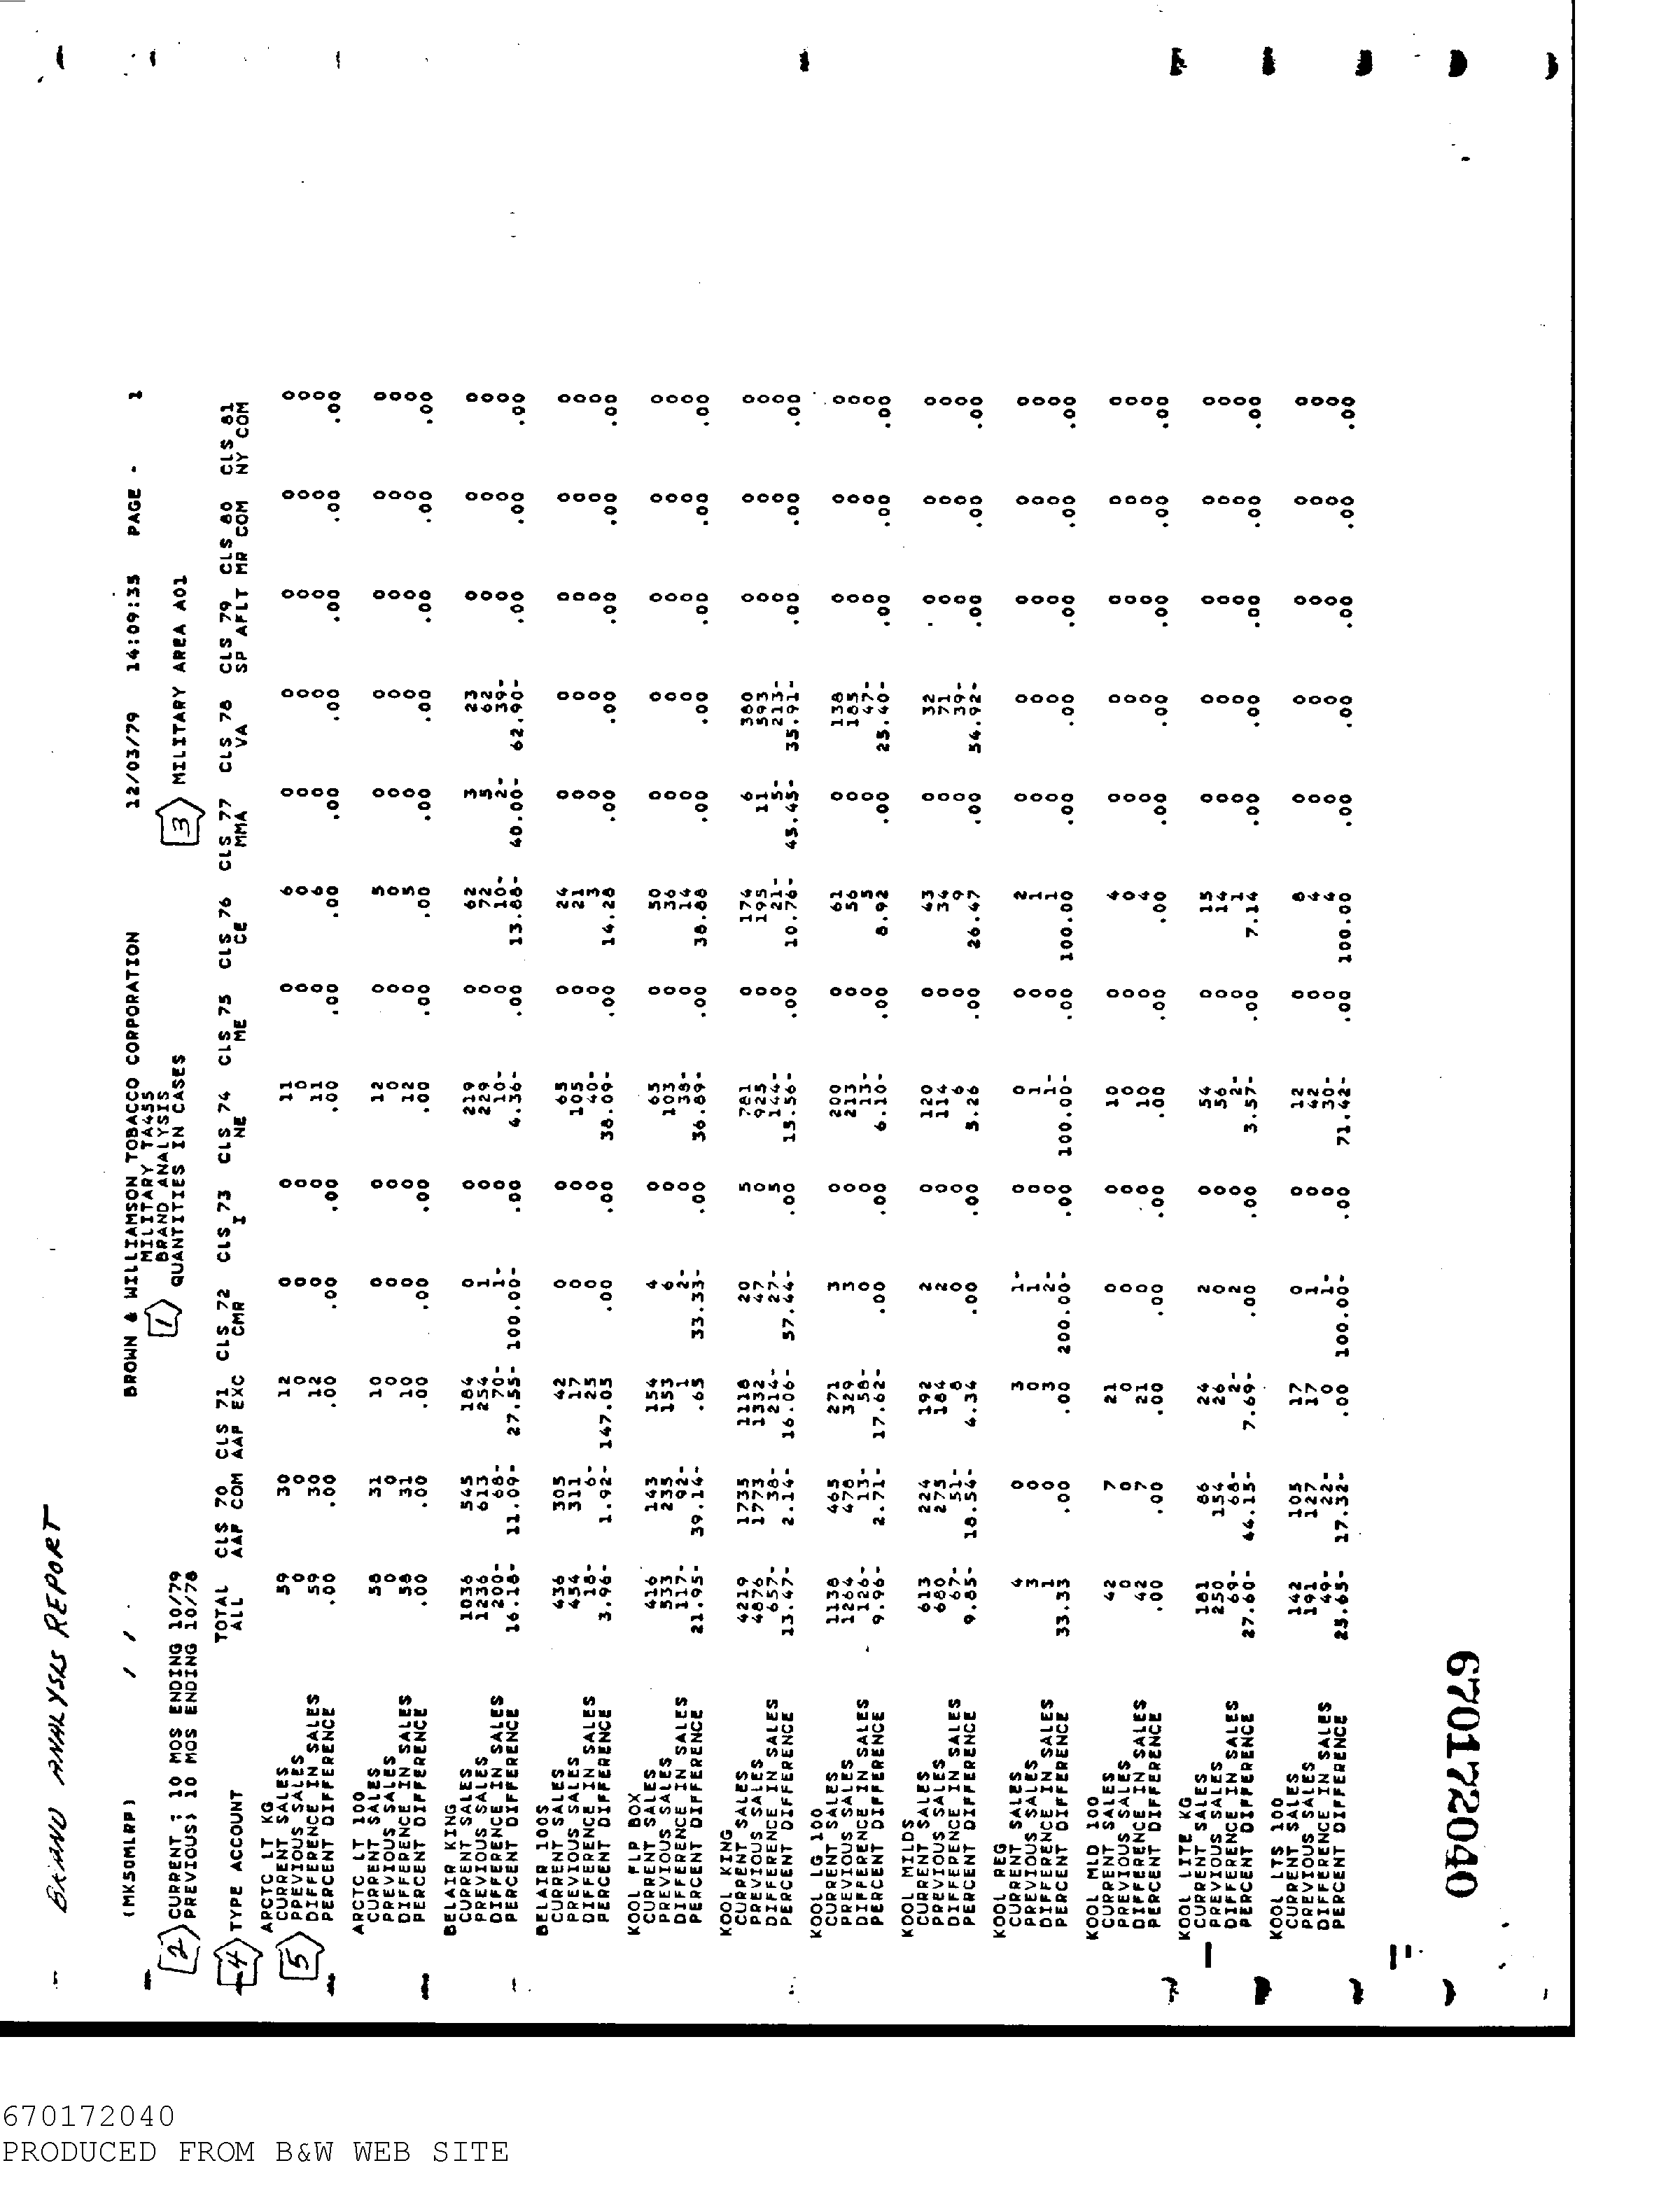 BRAND ANALYSIS REPORT
(MK50MLRP) / / BROWN & WILLIAMSON TOBACCO CORPORATION 12/03/79 14:09:35 PAGE - 1
MILITARY TA455
BRAND ANALYSIS
2 CURRENT : 10 MOS ENDING 10/79 1 QUANTITIES IN CASES 3 MILITARY AREA A01
PREVIOUS: 10 MOS ENDING 10/78
4 TYPE ACCOUNT TOTAL CLS 70 CLS 71 CLS 72 CLS 73 CLS 74 CLS 75 CLS 76 CLS 77 CLS 78 CLS 79 CLS 80 CLS 81
ALL AAF COM AAF EXC CMR I NE ME CE MMA VA SP AFLT MR COM NY COM
5 ARCTC LT KG
CURRENT SALES 59 30 12 0 0 11 0 6 0 0 0 0 0
PREVIOUS SALES 0 0 0 0 0 0 0 0 0 0 0 0 0
DIFFERENCE IN SALES 59 30 12 0 0 11 0 6 0 0 0 0 0
PERCENT DIFFERENCE .00 .00 .00 .00 .00 .00 .00 .00 .00 .00 .00 .00 .00
ARCTC LT 100
CURRENT SALES 58 31 10 0 0 12 0 5 0 0 0 0 0
PREVIOUS SALES 0 0 0 0 0 0 0 0 0 0 0 0 0
DIFFERENCE IN SALES 58 31 10 0 0 12 0 5 0 0 0 0 0
PERCENT DIFFERENCE .00 .00 .00 .00 .00 .00 .00 .00 .00 .00 .00 .00 .00
BELAIR KING
CURRENT SALES 1036 545 184 0 0 219 0 62 3 23 0 0 0
PREVIOUS SALES 1236 613 254 1 0 229 0 72 5 62 0 0 0
DIFFERENCE IN SALES 200- 68- 70- 1- 0 10- 0 10- 2- 39- 0 0 0
PERCENT DIFFERENCE 16.18- 11.09- 27.55- 100.00- .00 4.36- .00 13.88- 40.00- 62.90- .00 .00 .00
BELAIR 100S
CURRENT SALES 436 305 42 0 0 65 0 24 0 0 0 0 0
PREVIOUS SALES 454 311 17 0 0 105 0 21 0 0 0 0 0
DIFFERENCE IN SALES 18- 6- 25 0 0 40- 0 3 0 0 0 0 0
PERCENT DIFFERENCE 3.96- 1.92- 147.05 .00 .00 38.09- .00 14.28 .00 .00 .00 .00 .00
KOOL FLP BOX
CURRENT SALES 416 143 154 4 0 65 0 50 0 0 0 0 0
PREVIOUS SALES 533 235 153 6 0 103 0 36 0 0 0 0 0
DIFFERENCE IN SALES 117- 92- 1 2- 0 38- 0 14 0 0 0 0 0
PERCENT DIFFERENCE 21.95- 39.14- .65 33.33- .00 36.89- .00 38.88 .00 .00 .00 .00 .00
KOOL KING
CURRENT SALES 4219 1735 1118 20 5 781 0 174 6 380 0 0 0
PREVIOUS SALES 4876 1773 1332 47 0 925 0 195 11 593 0 0 0
DIFFERENCE IN SALES 657- 38- 214- 27- 5 144- 0 21- 5- 213- 0 0 0
PERCENT DIFFERENCE 13.47- 2.14- 16.06- 57.44- .00 15.56- .00 10.76- 45.45- 35.91- .00 .00 .00
KOOL LG 100
CURRENT SALES 1138 465 271 3 0 200 0 61 0 138 0 0 0
PREVIOUS SALES 1264 478 329 3 0 213 0 56 0 185 0 0 0
DIFFERENCE IN SALES 126- 13- 58- 0 0 13- 0 5 0 47- 0 0 0
PERCENT DIFFERENCE 9.96- 2.71- 17.62- .00 .00 6.10- .00 8.92 .00 25.40- .00 .00 .00
KOOL MILDS
CURRENT SALES 613 224 192 2 0 120 0 43 0 32 0 0 0
PREVIOUS SALES 680 275 184 2 0 114 0 34 0 71 0 0 0
DIFFERENCE IN SALES 67- 51- 8 0 0 6 0 9 0 39- 0 0 0
PERCENT DIFFERENCE 9.85- 18.54- 4.34 .00 .00 5.26 .00 26.47 .00 54.92- .00 .00 .00
KOOL REG
CURRENT SALES 4 0 3 1- 0 0 0 2 0 0 0 0 0
PREVIOUS SALES 3 0 0 1 0 1 0 1 0 0 0 0 0
DIFFERENCE IN SALES 1 0 3 2- 0 1- 0 1 0 0 0 0 0
PERCENT DIFFERENCE 33.33 .00 .00 200.00- .00 100.00- .00 100.00 .00 .00 .00 .00 .00
KOOL MLD 100
CURRENT SALES 42 7 21 0 0 10 0 4 0 0 0 0 0
PREVIOUS SALES 0 0 0 0 0 0 0 0 0 0 0 0 0
DIFFERENCE IN SALES 42 7 21 0 0 10 0 4 0 0 0 0 0
PERCENT DIFFERENCE .00 .00 .00 .00 .00 .00 .00 .00 .00 .00 .00 .00 .00
KOOL LITE KG
CURRENT SALES 181 86 24 2 0 54 0 15 0 0 0 0 0
PREVIOUS SALES 250 154 26 0 0 56 0 14 0 0 0 0 0
DIFFERENCE IN SALES 69- 68- 2- 2 0 2- 0 1 0 0 0 0 0
PERCENT DIFFERENCE 27.60- 44.15- 7.69- .00 .00 3.57- .00 7.14 .00 .00 .00 .00 .00
KOOL LTS 100
CURRENT SALES 142 105 17 0 0 12 0 8 0 0 0 0 0
PREVIOUS SALES 191 127 17 1 0 42 0 4 0 0 0 0 0
DIFFERENCE IN SALES 49- 22- 0 1- 0 30- 0 4 0 0 0 0 0
PERCENT DIFFERENCE 25.65- 17.32- .00 100.00- .00 71.42- .00 100.00 .00 .00 .00 .00 .00
670172040
670172040
PRODUCED FROM B&W WEB SITE